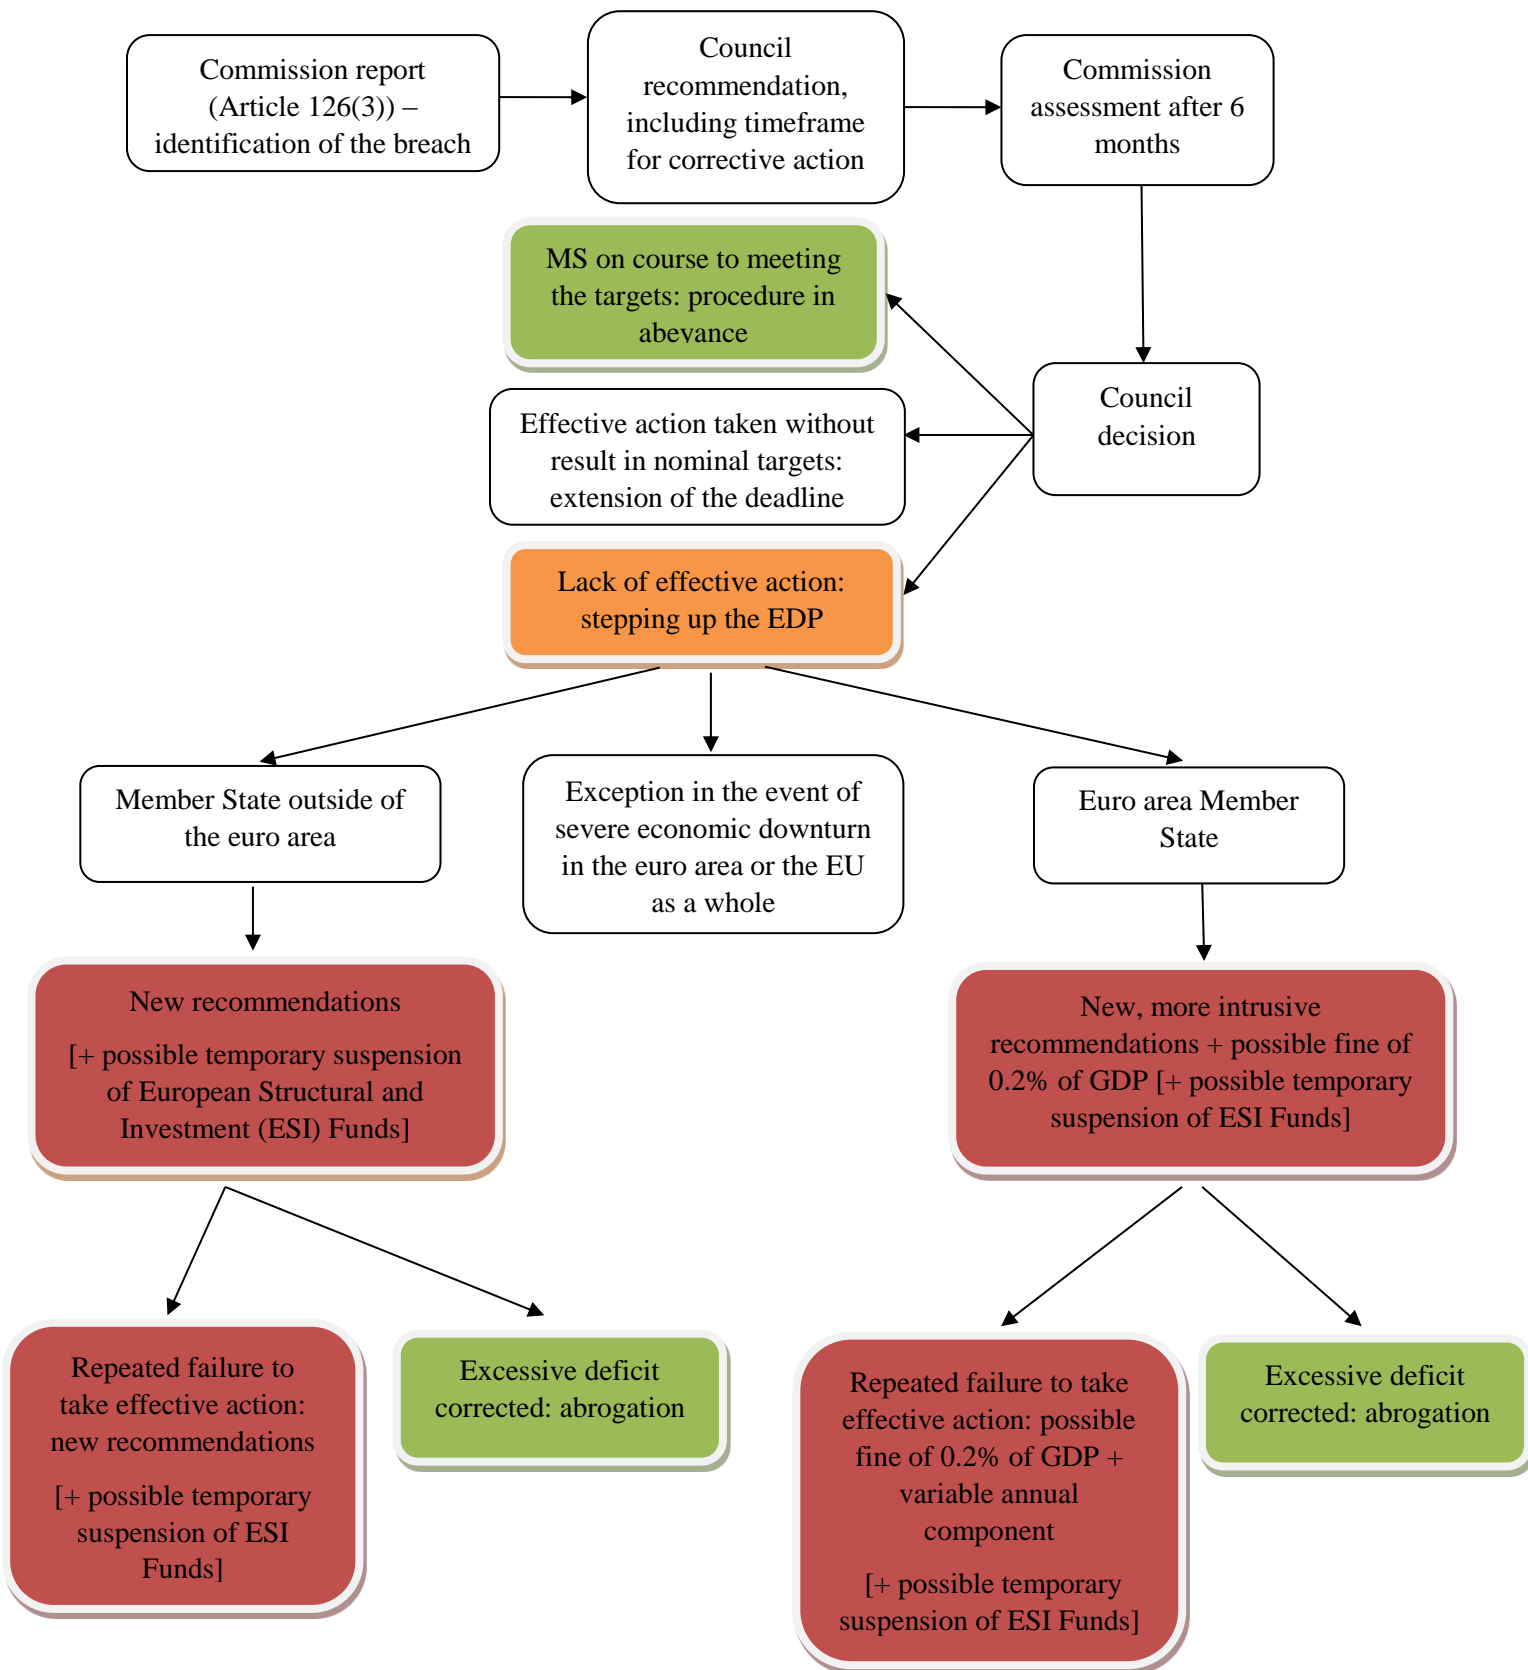 Commission report
(Article 126(3)) –
identification of the breach
Council
recommendation,
including timeframe
for corrective action
Commission
assessment after 6
months
MS on course to meeting
the targets: procedure in
abevance
Council
decision
Effective action taken without
result in nominal targets:
extension of the deadline
Lack of effective action:
stepping up the EDP
Member State outside of
the euro area
Exception in the event of
severe economic downturn
in the euro area or the EU
as a whole
Euro area Member
State
New recommendations
[+ possible temporary suspension
of European Structural and
Investment (ESI) Funds]
New, more intrusive
recommendations + possible fine of
0.2% of GDP [+ possible temporary
suspension of ESI Funds]
Repeated failure to
take effective action:
new recommendations
[+ possible temporary
suspension of ESI
Funds]
Excessive deficit
corrected: abrogation
Repeated failure to take
effective action: possible
fine of 0.2% of GDP +
variable annual
component
[+ possible temporary
suspension of ESI Funds]
Excessive deficit
corrected: abrogation